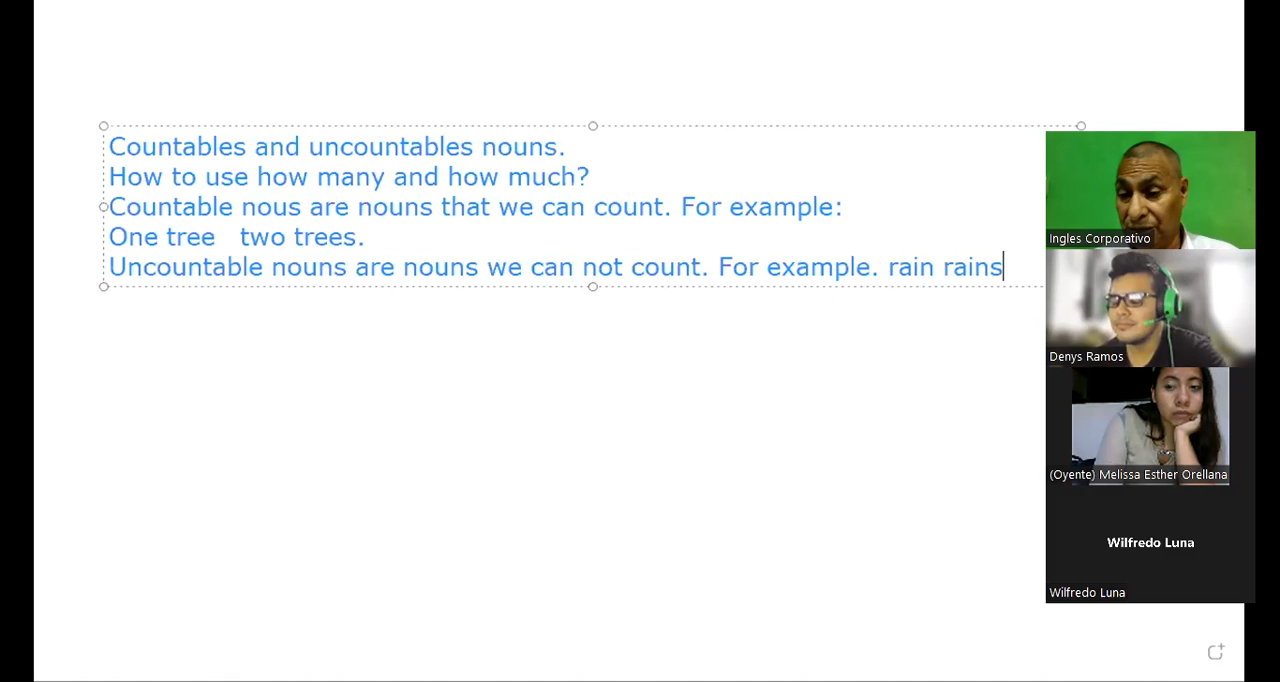 Countables and uncountables nouns.
How to use how many and how much?
Countable nous are nouns that we can count. For example:
One tree   two trees.
Uncountable nouns are nouns we can not count. For example. rain rains
Ingles Corporativo
Denys Ramos
(Oyente) Melissa Esther Orellana
Wilfredo Luna
Wilfredo Luna